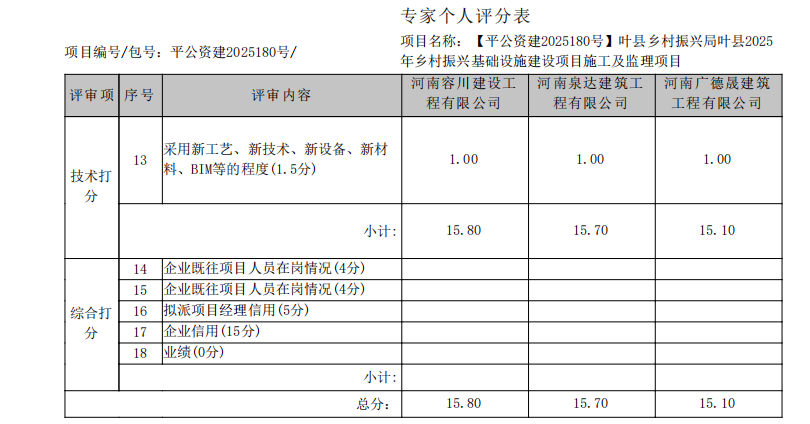 专家个人评分表
项目编号/包号: 平公资建2025180号/
项目名称: 【平公资建2025180号】叶县乡村振兴局叶县2025
年乡村振兴基础设施建设项目施工及监理项目
评审项 序号 评审内容 河南容川建设工程有限公司 河南泉达建筑工程有限公司 河南广德晟建筑工程有限公司
技术打分
13 采用新工艺、新技术、新设备、新材
料、BIM等的程度(1.5分) 1.00 1.00 1.00
小计: 15.80 15.70 15.10
综合打分
14 企业既往项目人员在岗情况(4分)
15 企业既往项目人员在岗情况(4分)
16 拟派项目经理信用(5分)
17 企业信用(15分)
18 业绩(0分)
小计:
总分: 15.80 15.70 15.10